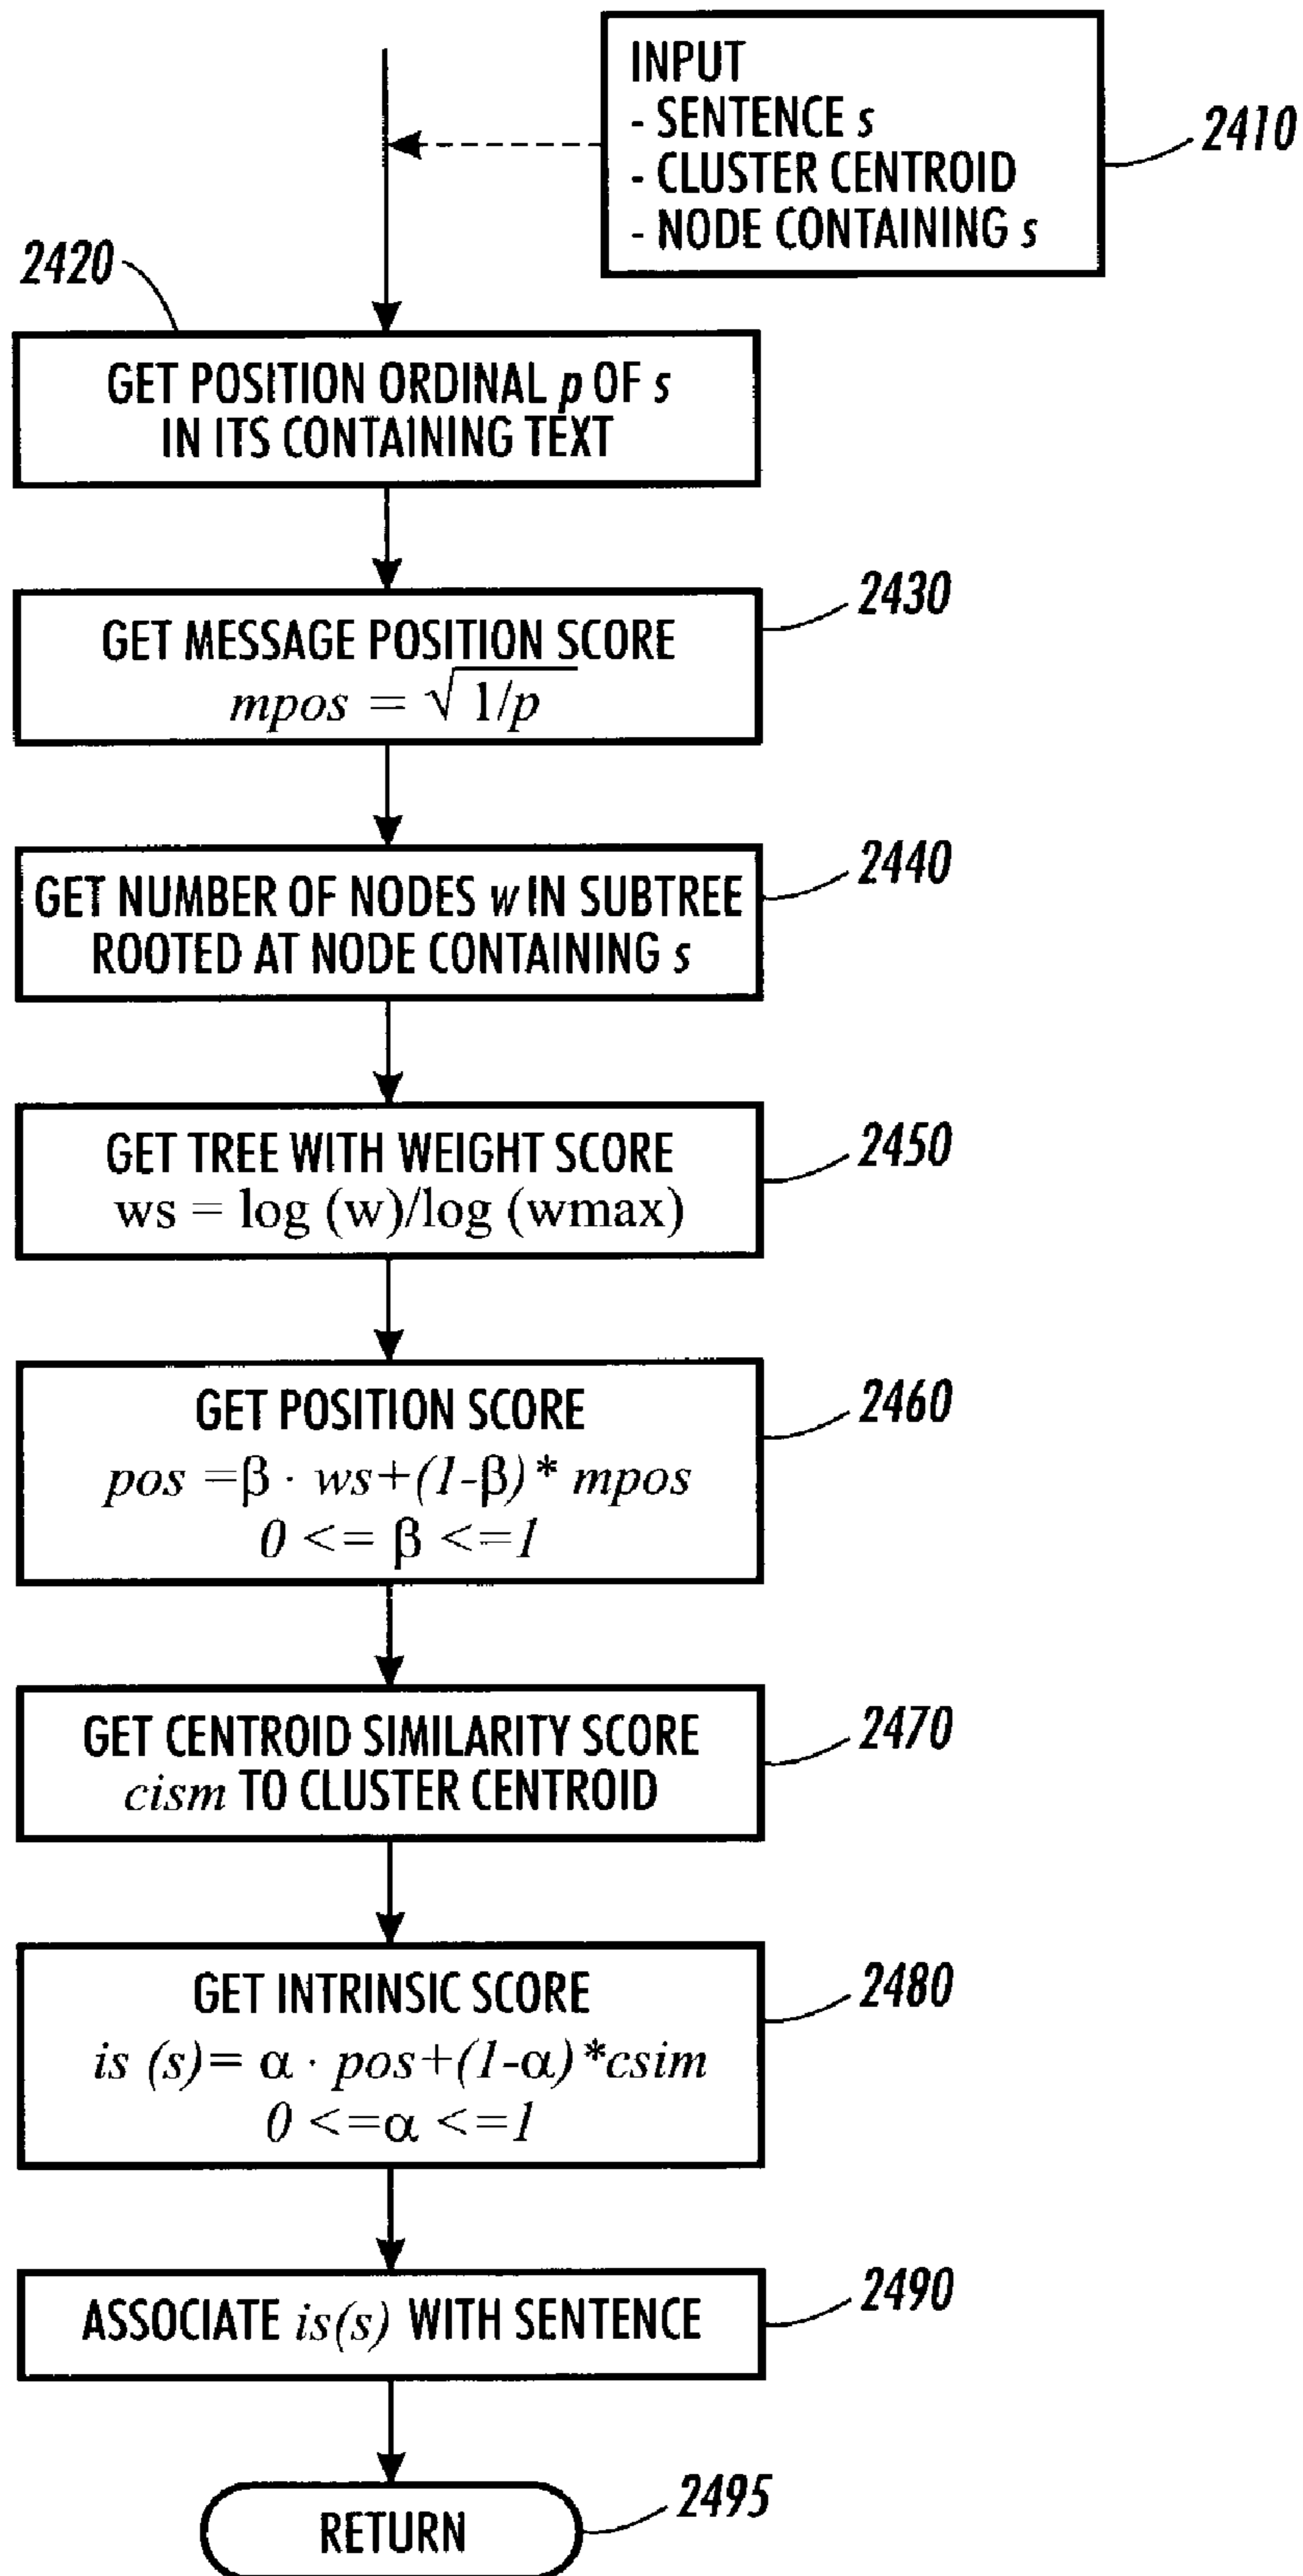 INPUT
- SENTENCE s
- CLUSTER CENTROID
- NODE CONTAINING s
2410
2420
GET POSITION ORDINAL p OF s
IN ITS CONTAINING TEXT
2430
GET MESSAGE POSITION SCORE
mpos = √1/p
2440
GET NUMBER OF NODES w IN SUBTREE
ROOTED AT NODE CONTAINING s
2450
GET TREE WITH WEIGHT SCORE
ws = log (w)/log (wmax)
2460
GET POSITION SCORE
pos =β · ws+(1-β)* mpos
0 <= β <=1
2470
GET CENTROID SIMILARITY SCORE
cism TO CLUSTER CENTROID
2480
GET INTRINSIC SCORE
is (s)= α · pos+(1-α)*csim
0 <=α <=1
2490
ASSOCIATE is(s) WITH SENTENCE
2495
RETURN